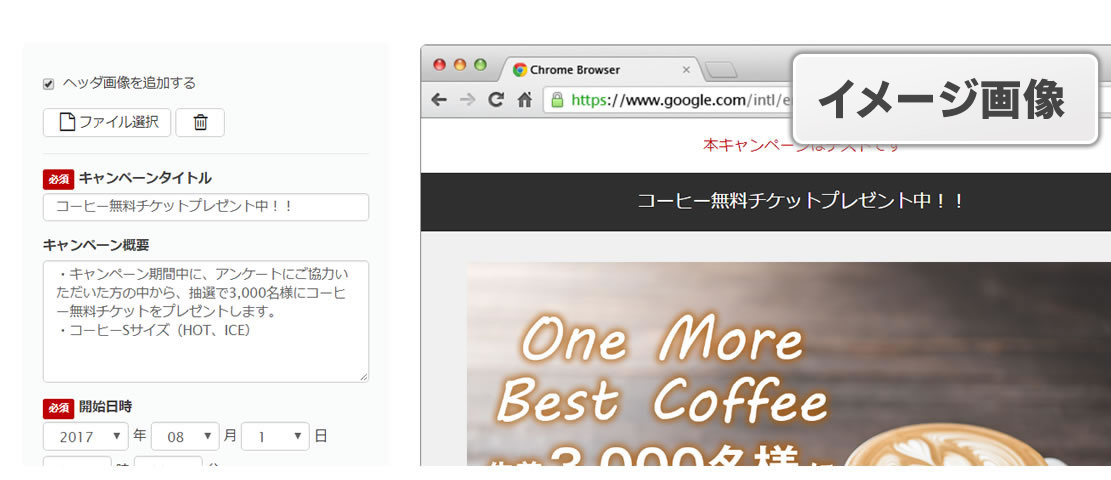 ヘッダ画像を追加する
ファイル選択
必須 キャンペーンタイトル
コーヒー無料チケットプレゼント中！！
キャンペーン概要
・キャンペーン期間中に、アンケートにご協力い
ただいた方の中から、抽選で3,000名様にコーヒ
ー無料チケットをプレゼントします。
・コーヒーSサイズ（HOT、ICE）
必須 開始日時
2017 年 08 月 1 日
Chrome Browser
https://www.google.com/intl/e
イメージ画像
本キャンペーンはテストです
コーヒー無料チケットプレゼント中！！
One More
Best Coffee
3,000名様